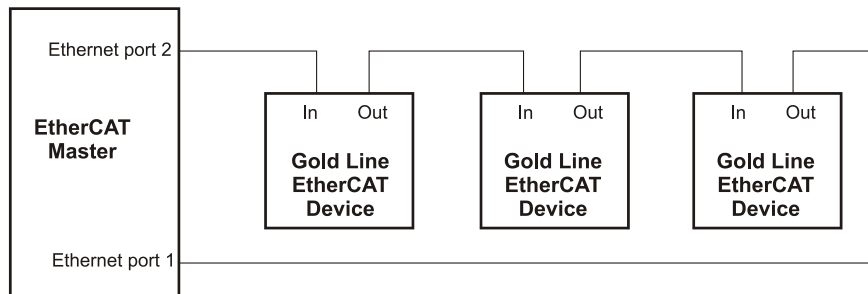 Ethernet port 2
EtherCAT
Master
Ethernet port 1
In Out
Gold Line
EtherCAT
Device
In Out
Gold Line
EtherCAT
Device
In Out
Gold Line
EtherCAT
Device